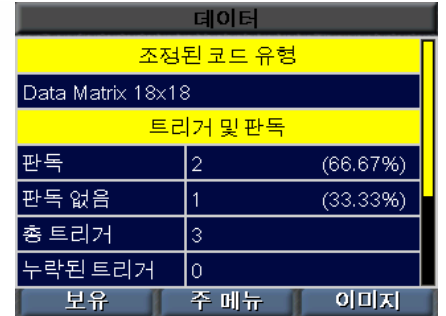 데이터
조정된 코드 유형
Data Matrix 18x18
트리거 및 판독
판독 2 (66.67%)
판독 없음 1 (33.33%)
총 트리거 3
누락된 트리거 0
보유 주 메뉴 이미지